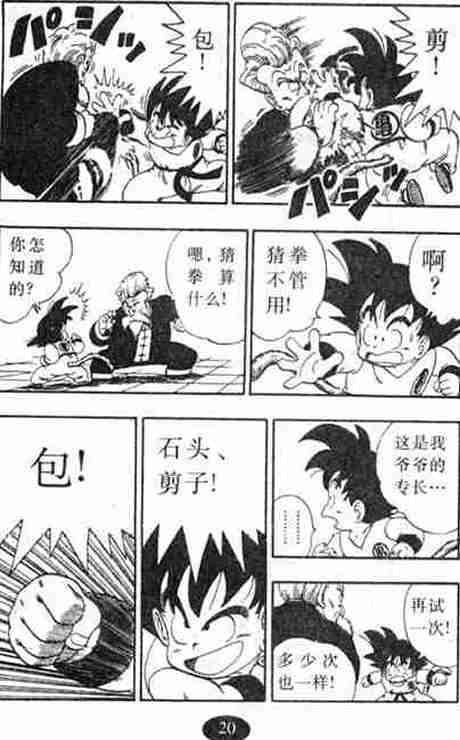 剪!
パシッ
包!
パシッ
啊?
猜拳
不管
用!
嗯,猜
拳算
什么!
你怎
知道
的?
这是我
爷爷的
专长…
…………
再试
一次!
多少次
也一样!
石头、
剪子!
包!
20